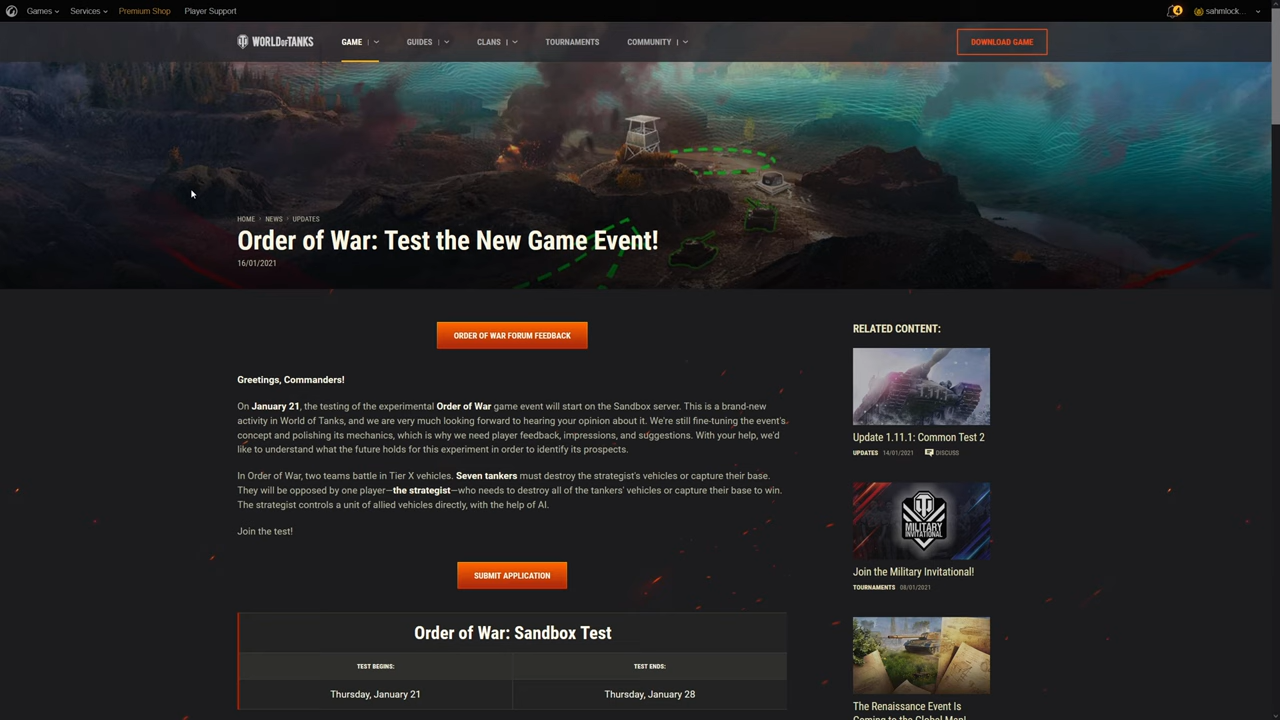 Games Services Premium Shop Player Support 4 sahmlock...
WORLD OF TANKS GAME GUIDES CLANS TOURNAMENTS COMMUNITY DOWNLOAD GAME
HOME NEWS UPDATES
Order of War: Test the New Game Event!
16/01/2021
ORDER OF WAR FORUM FEEDBACK
Greetings, Commanders!
On January 21, the testing of the experimental Order of War game event will start on the Sandbox server. This is a brand-new
activity in World of Tanks, and we are very much looking forward to hearing your opinion about it. We're still fine-tuning the event's
concept and polishing its mechanics, which is why we need player feedback, impressions, and suggestions. With your help, we'd
like to understand what the future holds for this experiment in order to identify its prospects.
In Order of War, two teams battle in Tier X vehicles. Seven tankers must destroy the strategist's vehicles or capture their base.
They will be opposed by one player—the strategist—who needs to destroy all of the tankers' vehicles or capture their base to win.
The strategist controls a unit of allied vehicles directly, with the help of AI.
Join the test!
SUBMIT APPLICATION
Order of War: Sandbox Test
TEST BEGINS: TEST ENDS:
Thursday, January 21 Thursday, January 28
RELATED CONTENT:
Update 1.11.1: Common Test 2
UPDATES 14/01/2021 DISCUSS
MILITARY
INVITATIONAL
Join the Military Invitational!
TOURNAMENTS 08/01/2021
The Renaissance Event Is
Coming to the Global Map!